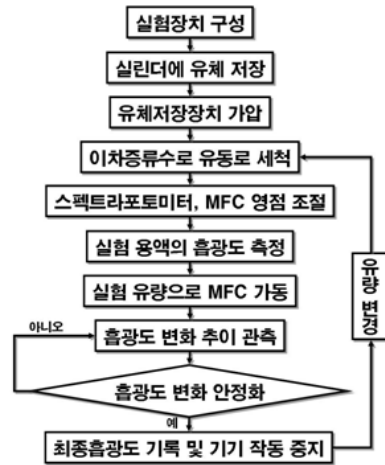 실험장치 구성
실린더에 유체 저장
유체저장장치 가압
이차증류수로 유동로 세척
스펙트라포토미터, MFC 영점 조절
실험 용액의 흡광도 측정
실험 유량으로 MFC 가동
아니오
흡광도 변화 추이 관측
흡광도 변화 안정화
예
최종흡광도 기록 및 기기 작동 중지
유량 변경